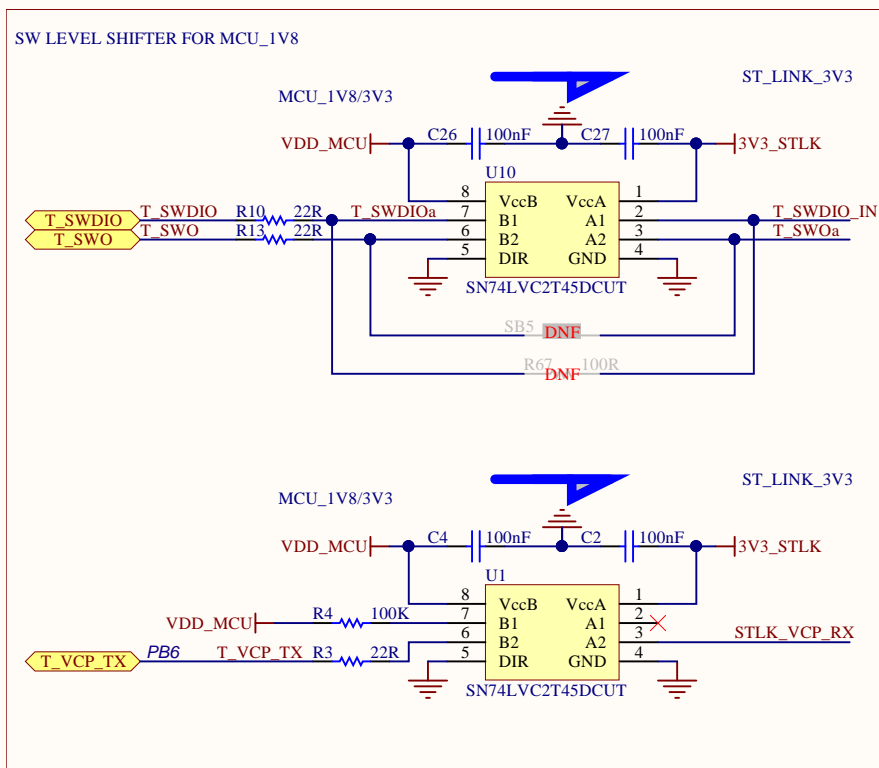 SW LEVEL SHIFTER FOR MCU_1V8
ST_LINK_3V3
MCU_1V8/3V3
VDD_MCU C26 100nF C27 100nF 3V3_STLK
U10
8 VccB VccA 1
T_SWDIO T_SWDIO R10 22R T_SWDIOa 7 B1 A1 2 T_SWDIO_IN
T_SWO T_SWO R13 22R 6 B2 A2 3 T_SWOa
5 DIR GND 4
SN74LVC2T45DCUT
SB5 DNF
R67 DNF 100R
ST_LINK_3V3
MCU_1V8/3V3
VDD_MCU C4 100nF C2 100nF 3V3_STLK
U1
8 VccB VccA 1
VDD_MCU R4 100K 7 B1 A1 2
6 B2 A2 3 STLK_VCP_RX
T_VCP_TX PB6 T_VCP_TX R3 22R 5 DIR GND 4
SN74LVC2T45DCUT